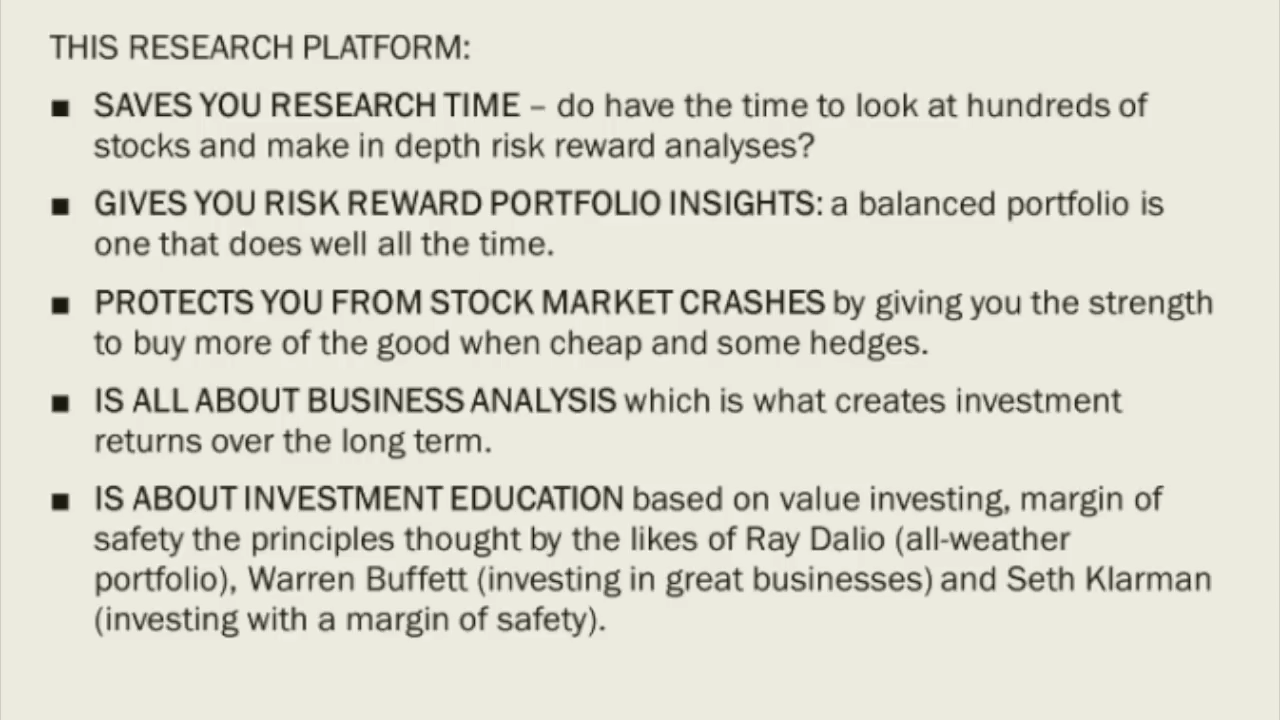 THIS RESEARCH PLATFORM:
■ SAVES YOU RESEARCH TIME – do have the time to look at hundreds of
stocks and make in depth risk reward analyses?
■ GIVES YOU RISK REWARD PORTFOLIO INSIGHTS: a balanced portfolio is
one that does well all the time.
■ PROTECTS YOU FROM STOCK MARKET CRASHES by giving you the strength
to buy more of the good when cheap and some hedges.
■ IS ALL ABOUT BUSINESS ANALYSIS which is what creates investment
returns over the long term.
■ IS ABOUT INVESTMENT EDUCATION based on value investing, margin of
safety the principles thought by the likes of Ray Dalio (all-weather
portfolio), Warren Buffett (investing in great businesses) and Seth Klarman
(investing with a margin of safety).